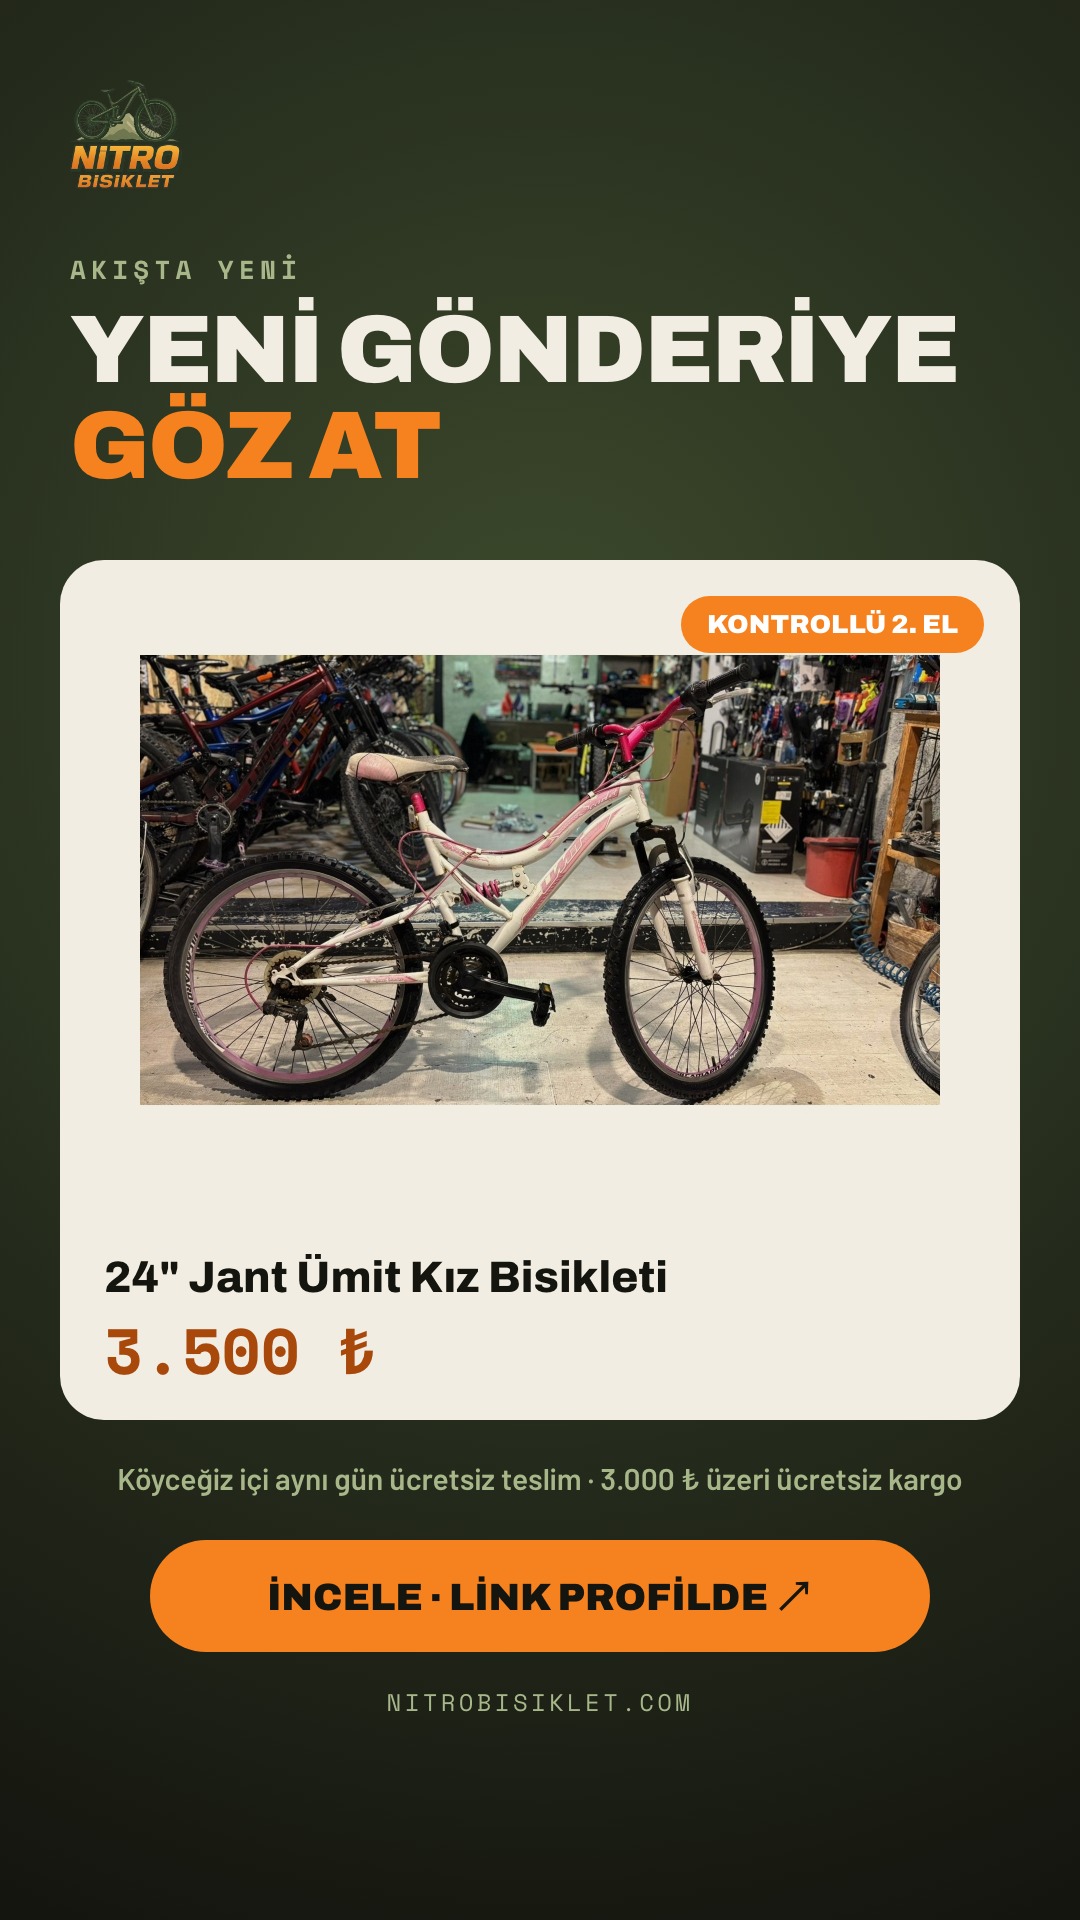 NiTRO
BiSiKLET
AKIŞTA YENİ
YENİ GÖNDERİYE
GÖZ AT
KONTROLLÜ 2. EL
24" Jant Ümit Kız Bisikleti
3.500 ₺
Köyceğiz içi aynı gün ücretsiz teslim · 3.000 ₺ üzeri ücretsiz kargo
İNCELE · LİNK PROFİLDE ↗
NITROBISIKLET.COM